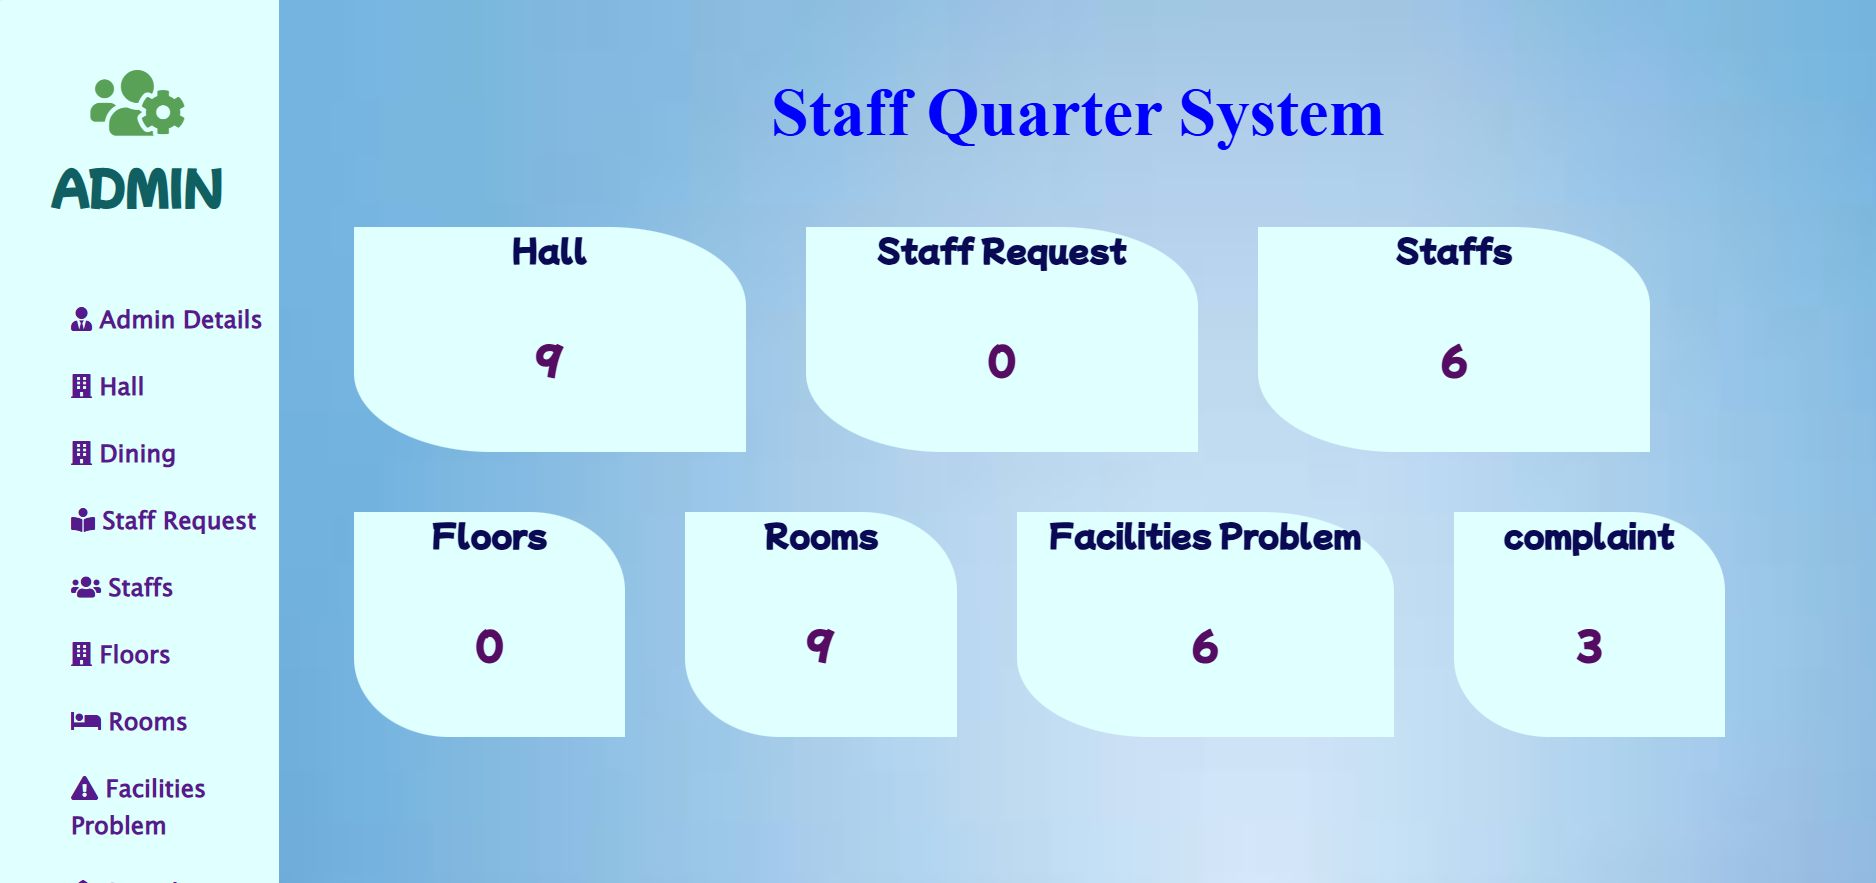 ADMIN
Admin Details
Hall
Dining
Staff Request
Staffs
Floors
Rooms
Facilities
Problem
Staff Quarter System
Hall
9
Staff Request
0
Staffs
6
Floors
0
Rooms
9
Facilities Problem
6
complaint
3